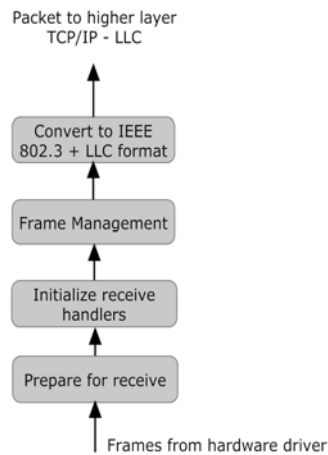 Packet to higher layer
TCP/IP - LLC
Convert to IEEE
802.3 + LLC format
Frame Management
Initialize receive
handlers
Prepare for receive
Frames from hardware driver